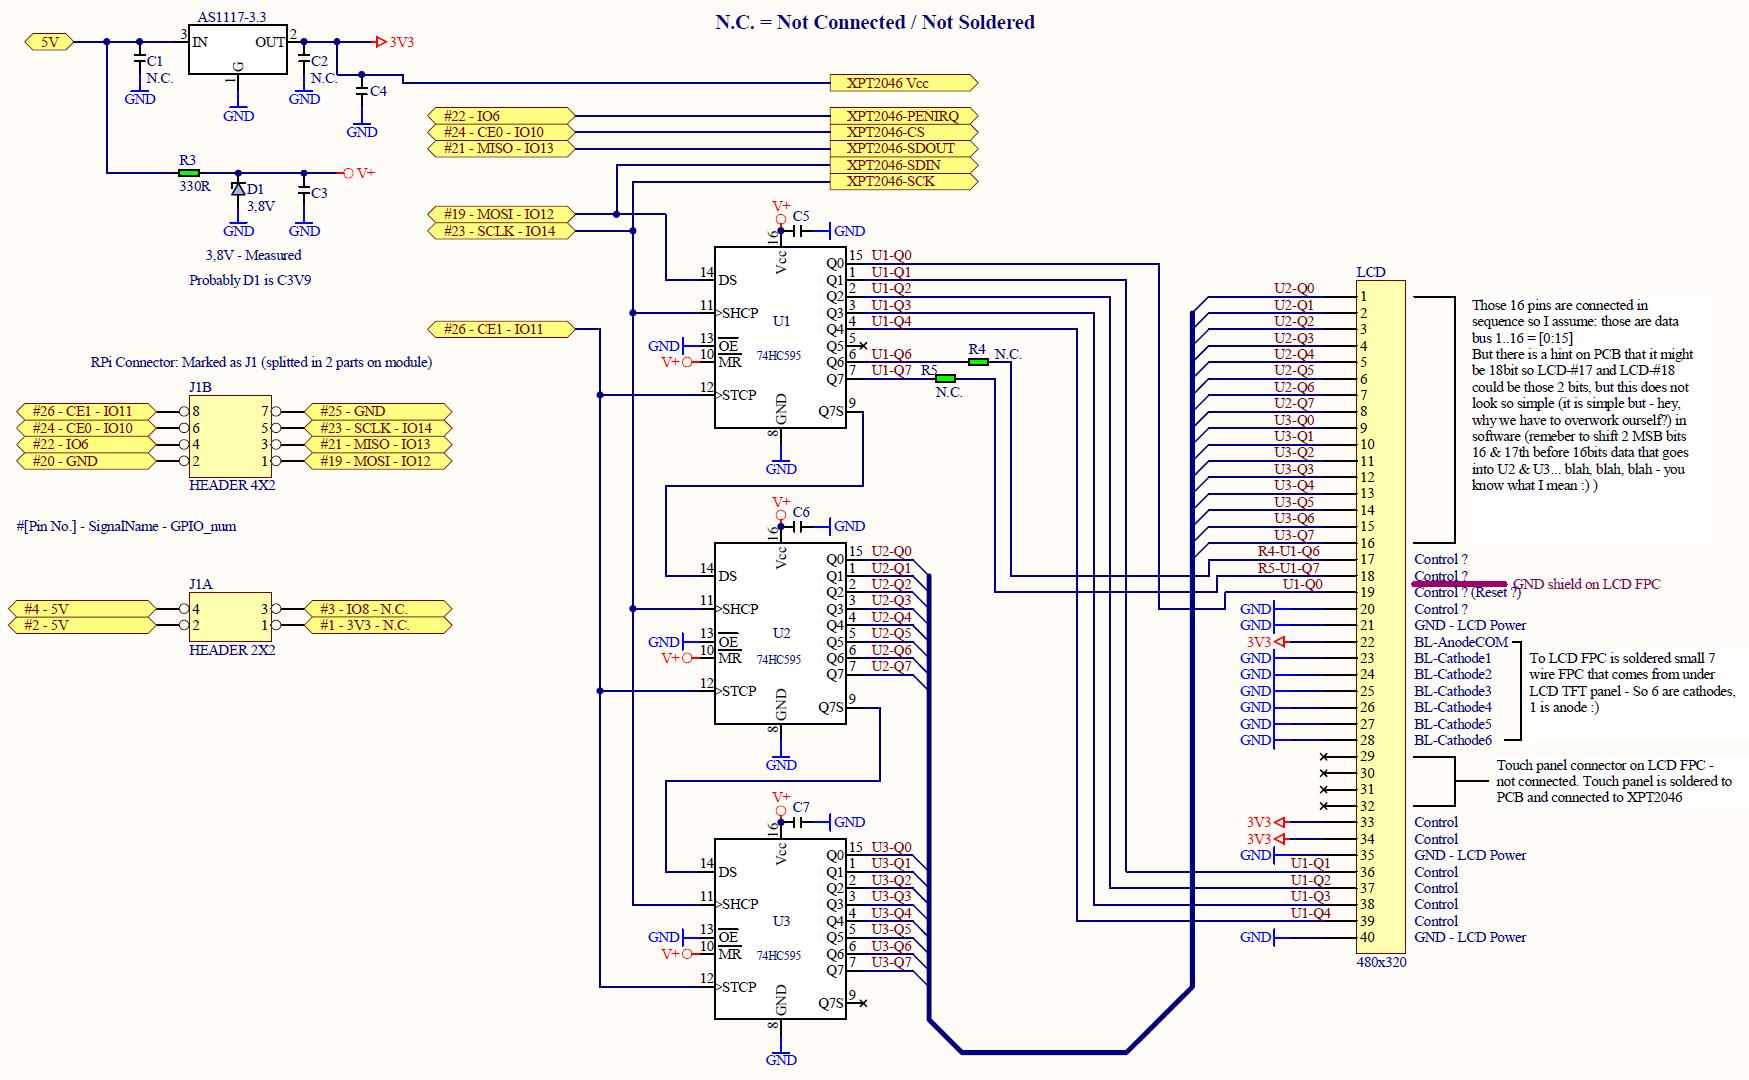 N.C. = Not Connected / Not Soldered
AS1117-3.3
5V
3
IN
OUT
2
3V3
G
1
C1
N.C.
GND
GND
C2
N.C.
GND
C4
GND
R3
330R
D1
3,8V
GND
C3
GND
V+
3,8V - Measured
Probably D1 is C3V9
XPT2046 Vcc
#22 - IO6
XPT2046-PENIRQ
#24 - CE0 - IO10
XPT2046-CS
#21 - MISO - IO13
XPT2046-SDOUT
XPT2046-SDIN
XPT2046-SCK
#19 - MOSI - IO12
#23 - SCLK - IO14
#26 - CE1 - IO11
RPi Connector: Marked as J1 (splitted in 2 parts on module)
J1B
#26 - CE1 - IO11
8
7
#25 - GND
#24 - CE0 - IO10
6
5
#23 - SCLK - IO14
#22 - IO6
4
3
#21 - MISO - IO13
#20 - GND
2
1
#19 - MOSI - IO12
HEADER 4X2
#[Pin No.] - SignalName - GPIO_num
J1A
#4 - 5V
4
3
#3 - IO8 - N.C.
#2 - 5V
2
1
#1 - 3V3 - N.C.
HEADER 2X2
V+
C5
GND
16
Vcc
14
DS
11
SHCP
GND
13
OE
V+
10
MR
12
STCP
U1
74HC595
GND
8
GND
Q0
15
U1-Q0
Q1
1
U1-Q1
Q2
2
U1-Q2
Q3
3
U1-Q3
Q4
4
U1-Q4
Q5
5
Q6
6
U1-Q6
R4
N.C.
Q7
7
U1-Q7
R5
N.C.
Q7S
9
V+
C6
GND
16
Vcc
14
DS
11
SHCP
GND
13
OE
V+
10
MR
12
STCP
U2
74HC595
GND
8
GND
Q0
15
U2-Q0
Q1
1
U2-Q1
Q2
2
U2-Q2
Q3
3
U2-Q3
Q4
4
U2-Q4
Q5
5
U2-Q5
Q6
6
U2-Q6
Q7
7
U2-Q7
Q7S
9
V+
C7
GND
16
Vcc
14
DS
11
SHCP
GND
13
OE
V+
10
MR
12
STCP
U3
74HC595
GND
8
GND
Q0
15
U3-Q0
Q1
1
U3-Q1
Q2
2
U3-Q2
Q3
3
U3-Q3
Q4
4
U3-Q4
Q5
5
U3-Q5
Q6
6
U3-Q6
Q7
7
U3-Q7
Q7S
9
LCD
U2-Q0
1
U2-Q1
2
U2-Q2
3
U2-Q3
4
U2-Q4
5
U2-Q5
6
U2-Q6
7
U2-Q7
8
U3-Q0
9
U3-Q1
10
U3-Q2
11
U3-Q3
12
U3-Q4
13
U3-Q5
14
U3-Q6
15
U3-Q7
16
R4-U1-Q6
17
Control ?
R5-U1-Q7
18
Control ?
GND shield on LCD FPC
U1-Q0
19
Control ? (Reset ?)
GND
20
Control ?
GND
21
GND - LCD Power
3V3
22
BL-AnodeCOM
GND
23
BL-Cathode1
GND
24
BL-Cathode2
GND
25
BL-Cathode3
GND
26
BL-Cathode4
GND
27
BL-Cathode5
GND
28
BL-Cathode6
29
30
31
32
3V3
33
Control
3V3
34
Control
GND
35
GND - LCD Power
U1-Q1
36
Control
U1-Q2
37
Control
U1-Q3
38
Control
U1-Q4
39
Control
GND
40
GND - LCD Power
480x320
Those 16 pins are connected in
sequence so I assume: those are data
bus 1..16 = [0:15]
But there is a hint on PCB that it might
be 18bit so LCD-#17 and LCD-#18
could be those 2 bits, but this does not
look so simple (it is simple but - hey,
why we have to overwork ourself?) in
software (remeber to shift 2 MSB bits
16 & 17th before 16bits data that goes
into U2 & U3... blah, blah, blah - you
know what I mean :) )
To LCD FPC is soldered small 7
wire FPC that comes from under
LCD TFT panel - So 6 are cathodes,
1 is anode :)
Touch panel connector on LCD FPC -
not connected. Touch panel is soldered to
PCB and connected to XPT2046